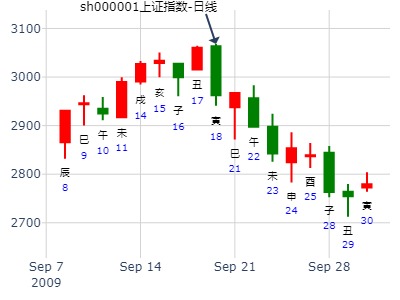 sh000001上证指数-日线
3100
3000
2900
2800
2700
辰
8
巳
9
午
10
未
11
戌
14
亥
15
子
16
丑
17
寅
18
巳
21
午
22
未
23
申
24
酉
25
子
28
丑
29
寅
30
Sep 7
2009
Sep 14
Sep 21
Sep 28